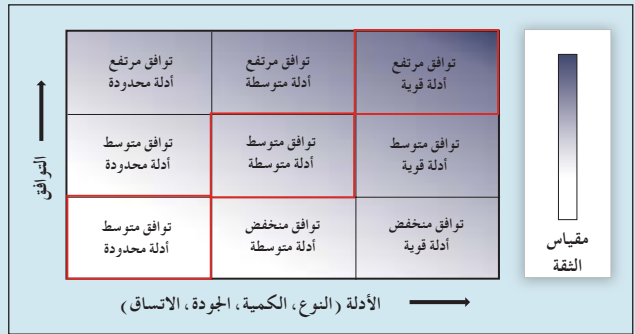 توافق مرتفع
أدلة محدودة
توافق مرتفع
أدلة متوسطة
توافق مرتفع
أدلة قوية
توافق متوسط
أدلة محدودة
توافق متوسط
أدلة متوسطة
توافق متوسط
أدلة قوية
توافق متوسط
أدلة محدودة
توافق منخفض
أدلة متوسطة
توافق منخفض
أدلة قوية
التوافق
الأدلة (النوع، الكمية، الجودة، الاتساق)
مقياس
الثقة